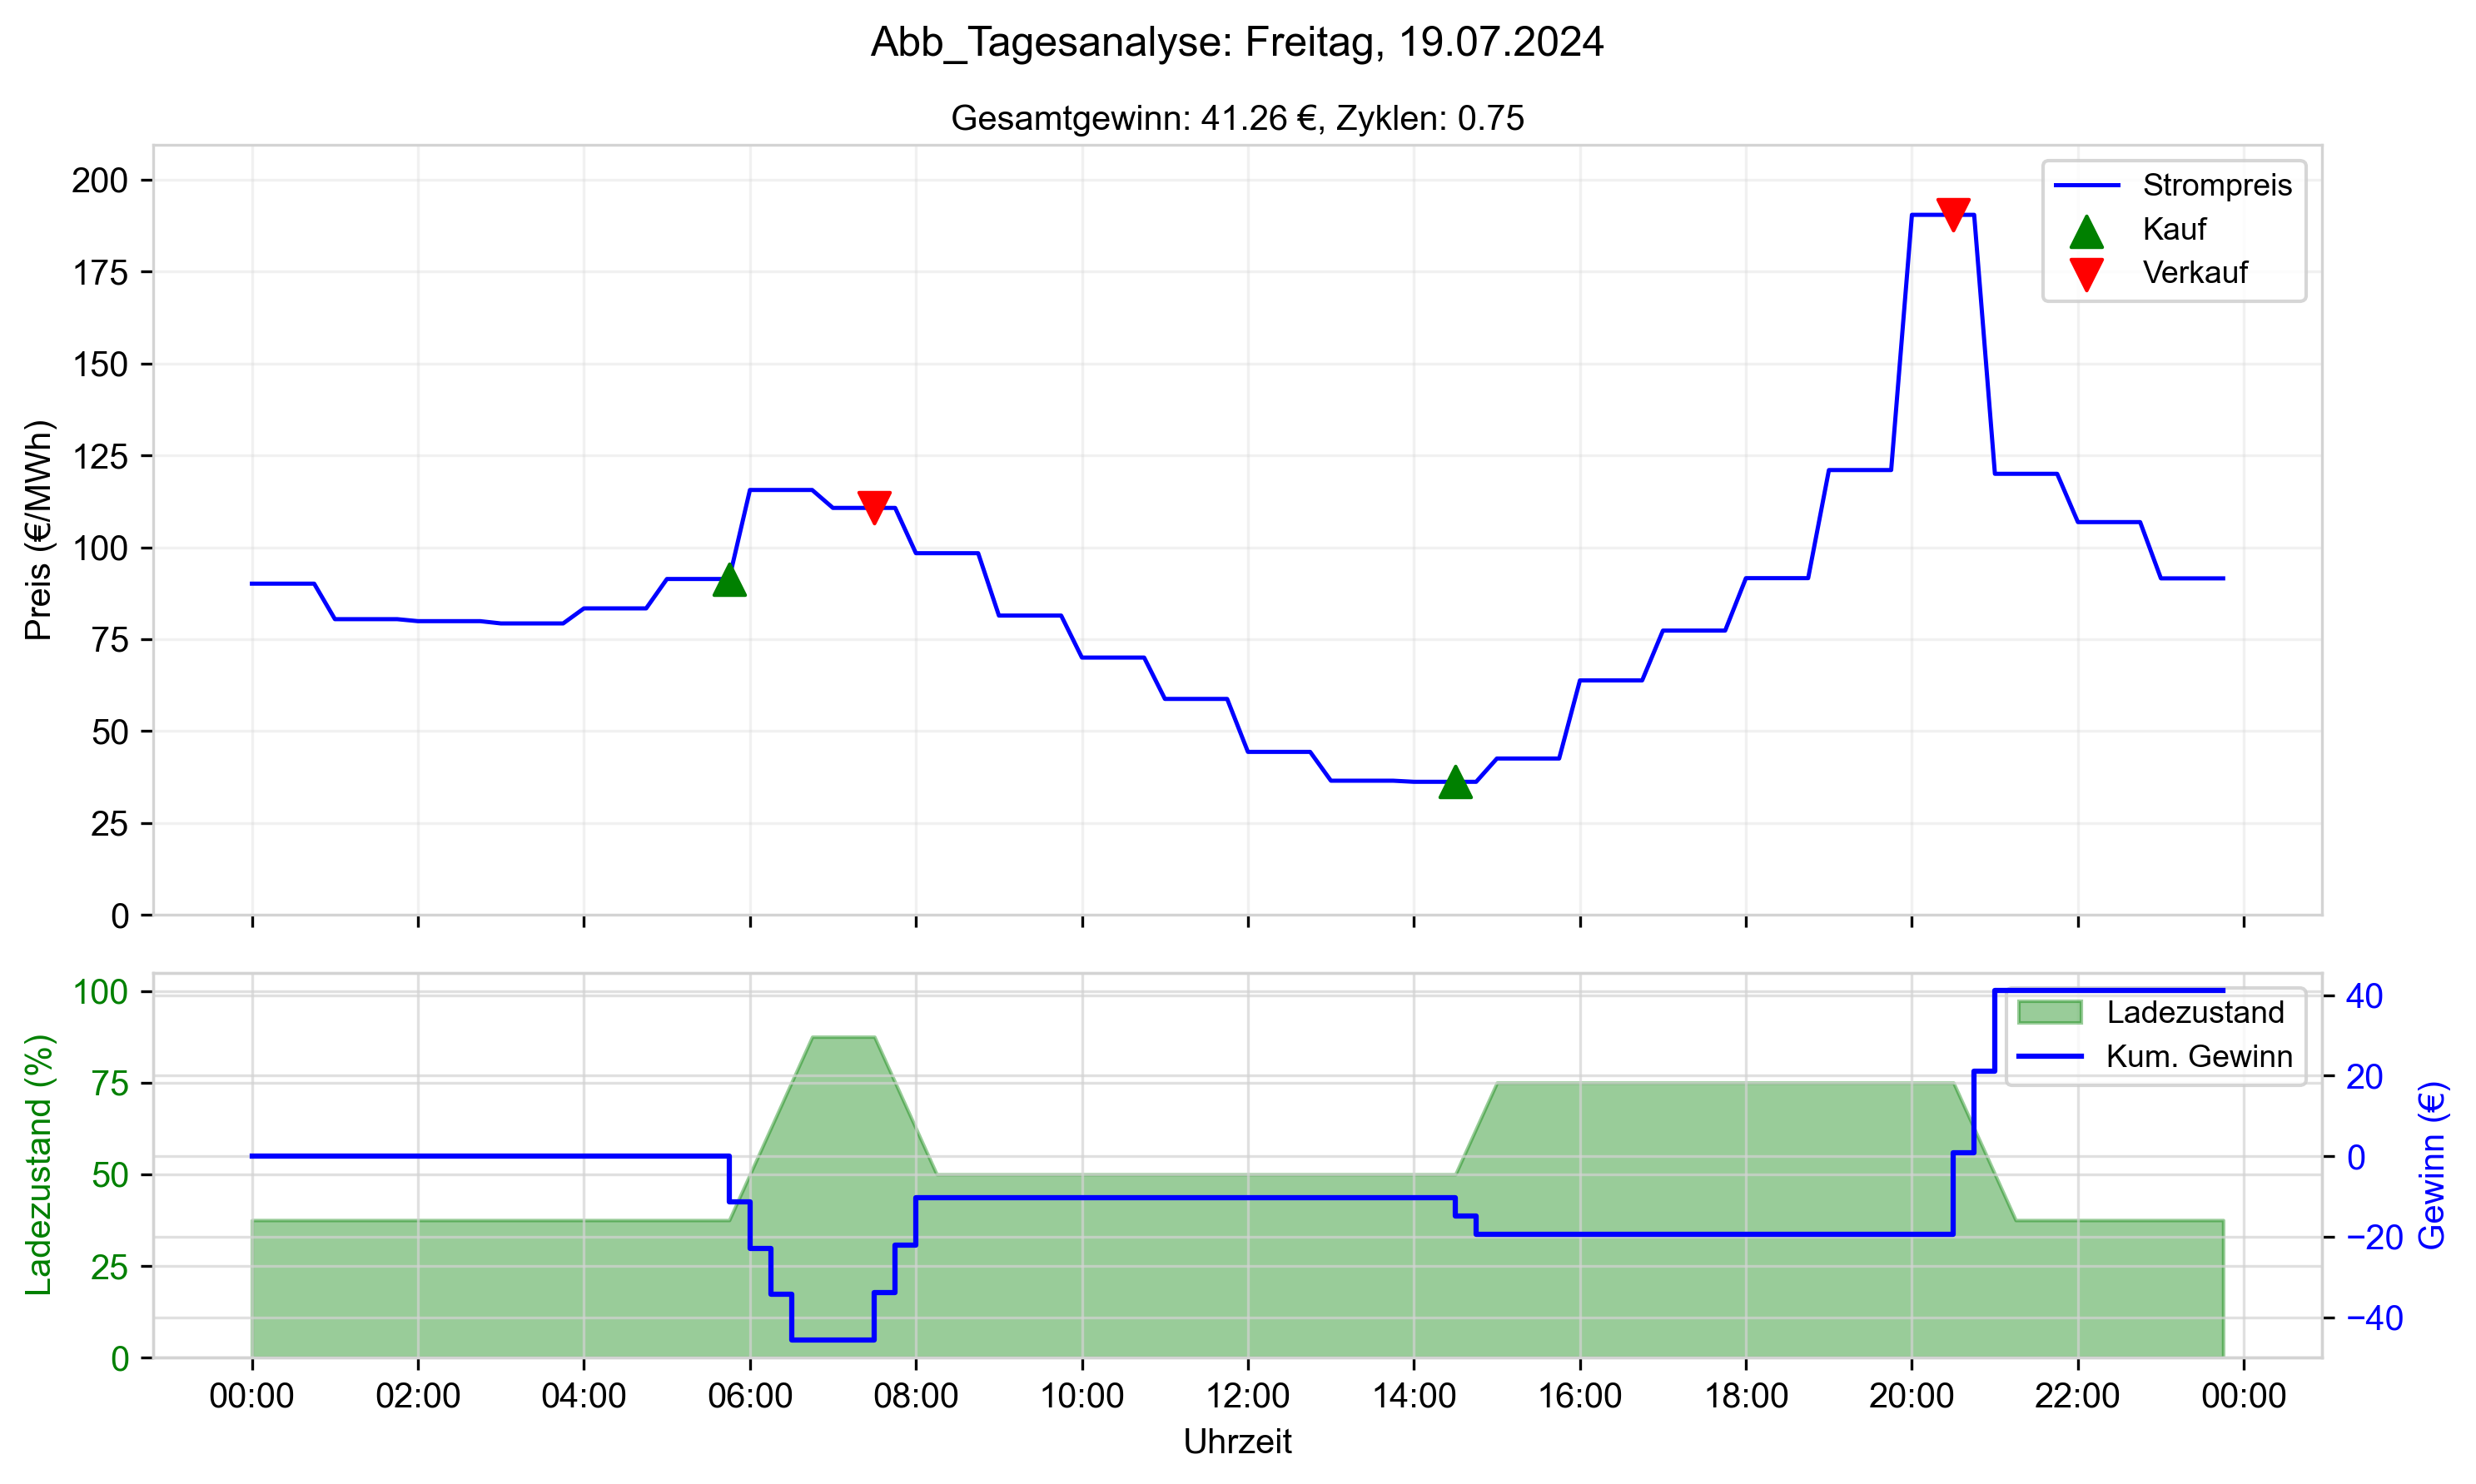 Abb_Tagesanalyse: Freitag, 19.07.2024
Gesamtgewinn: 41.26 €, Zyklen: 0.75
Preis (€/MWh)
200
175
150
125
100
75
50
25
0
Strompreis
Kauf
Verkauf
Ladezustand (%)
100
75
50
25
0
Ladezustand
Kum. Gewinn
40
20
0
−20
−40
Gewinn (€)
00:00 02:00 04:00 06:00 08:00 10:00 12:00 14:00 16:00 18:00 20:00 22:00 00:00
Uhrzeit